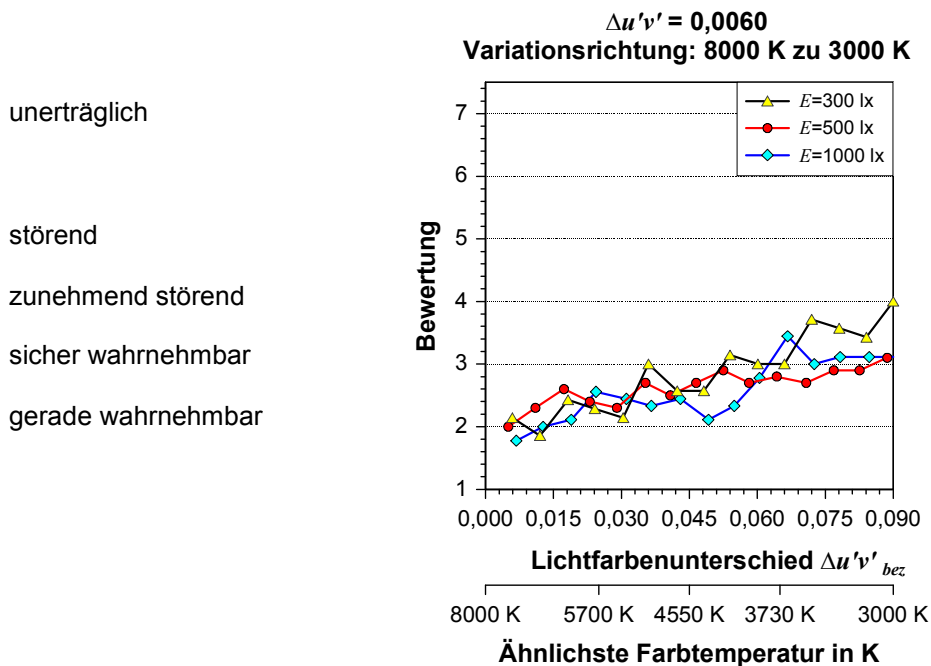 Δu'v' = 0,0060
Variationsrichtung: 8000 K zu 3000 K
unerträglich
störend
zunehmend störend
sicher wahrnehmbar
gerade wahrnehmbar
Bewertung
7
6
5
4
3
2
1
E=300 lx
E=500 lx
E=1000 lx
0,000 0,015 0,030 0,045 0,060 0,075 0,090
Lichtfarbenunterschied Δu'v' bez
8000 K 5700 K 4550 K 3730 K 3000 K
Ähnlichste Farbtemperatur in K